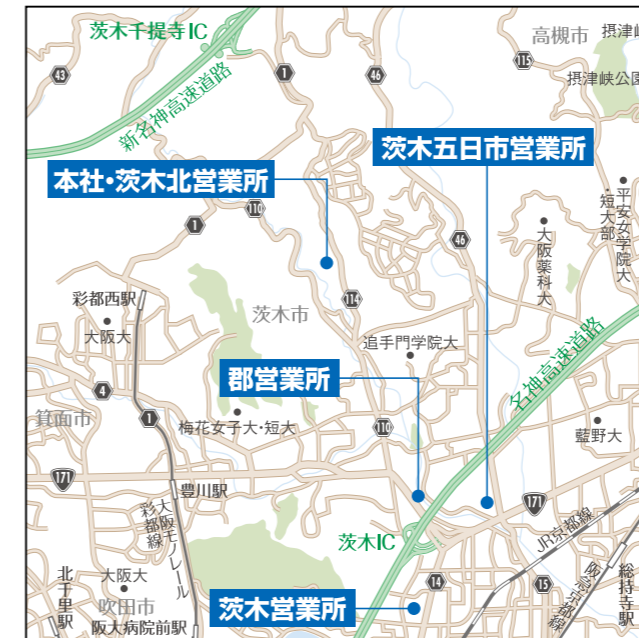 茨木千提寺IC
高槻市
摂津峡
摂津峡公園
43
1
46
115
新名神高速道路
茨木五日市営業所
本社・茨木北営業所
平安女学院大
・短大部
110
1
46
大阪薬科大
彩都西駅
大阪大
114
茨木市
追手門学院大
名神高速道路
郡営業所
4
箕面市
1
梅花女子大・短大
110
藍野大
171
豊川駅
171
大阪モノレール
彩都線
茨木IC
JR京都線
阪急京都線
総持寺駅
北千里駅
大阪大
吹田市
14
15
茨木営業所
阪大病院前駅